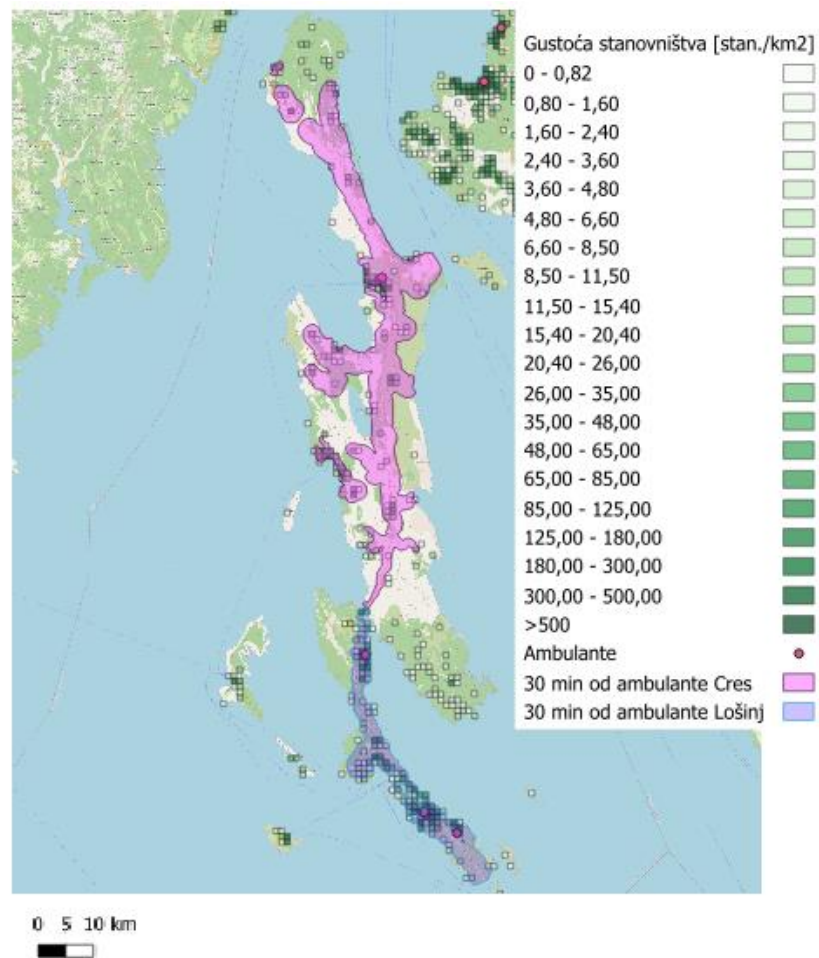 Gustoća stanovništva [stan./km2]
0 - 0,82
0,80 - 1,60
1,60 - 2,40
2,40 - 3,60
3,60 - 4,80
4,80 - 6,60
6,60 - 8,50
8,50 - 11,50
11,50 - 15,40
15,40 - 20,40
20,40 - 26,00
26,00 - 35,00
35,00 - 48,00
48,00 - 65,00
65,00 - 85,00
85,00 - 125,00
125,00 - 180,00
180,00 - 300,00
300,00 - 500,00
>500
Ambulante
30 min od ambulante Cres
30 min od ambulante Lošinj
0 5 10 km